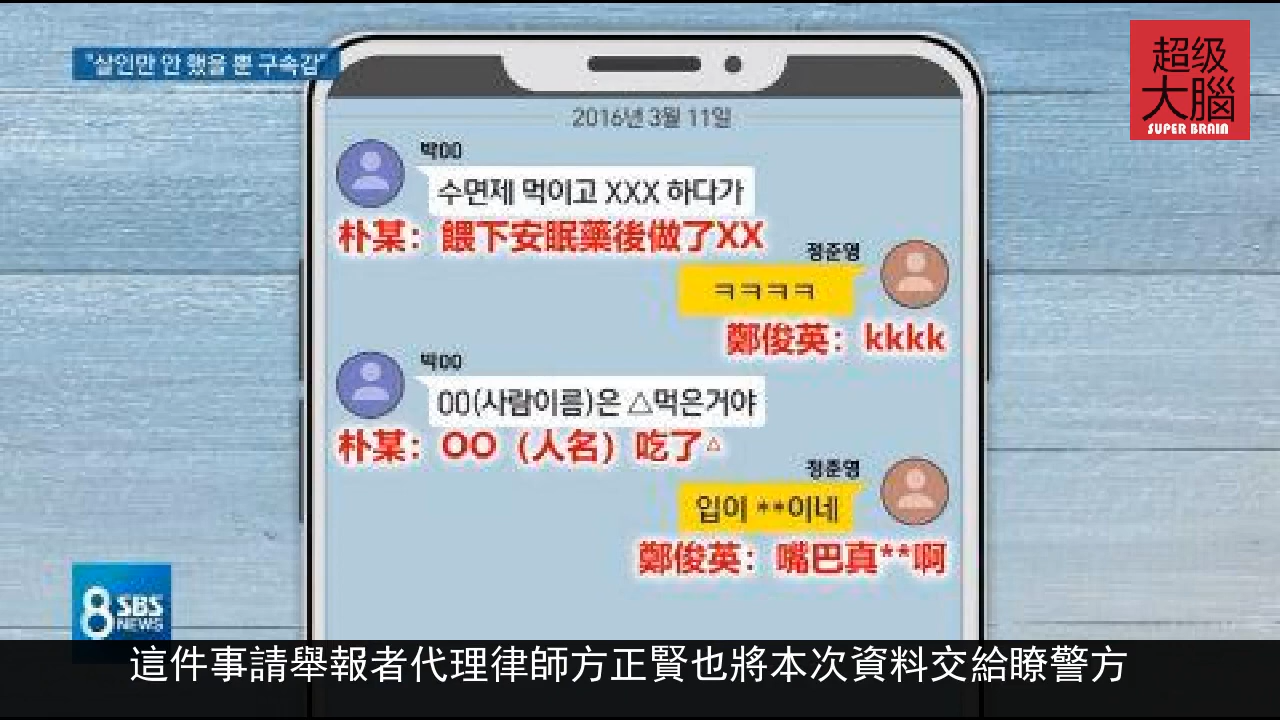 "살인만 안 했을 뿐 구속감"
超级
大腦
SUPER BRAIN
2016년 3월 11일
박00
수면제 먹이고 XXX 하다가
朴某：餵下安眠藥後做了XX
정준영
ㅋㅋㅋㅋ
鄭俊英：kkkk
박00
00(사람이름)은 △먹은거야
朴某：OO（人名）吃了△
정준영
입이 **이네
鄭俊英：嘴巴真**啊
8 SBS
NEWS
這件事請舉報者代理律師方正賢也將本次資料交給瞭警方